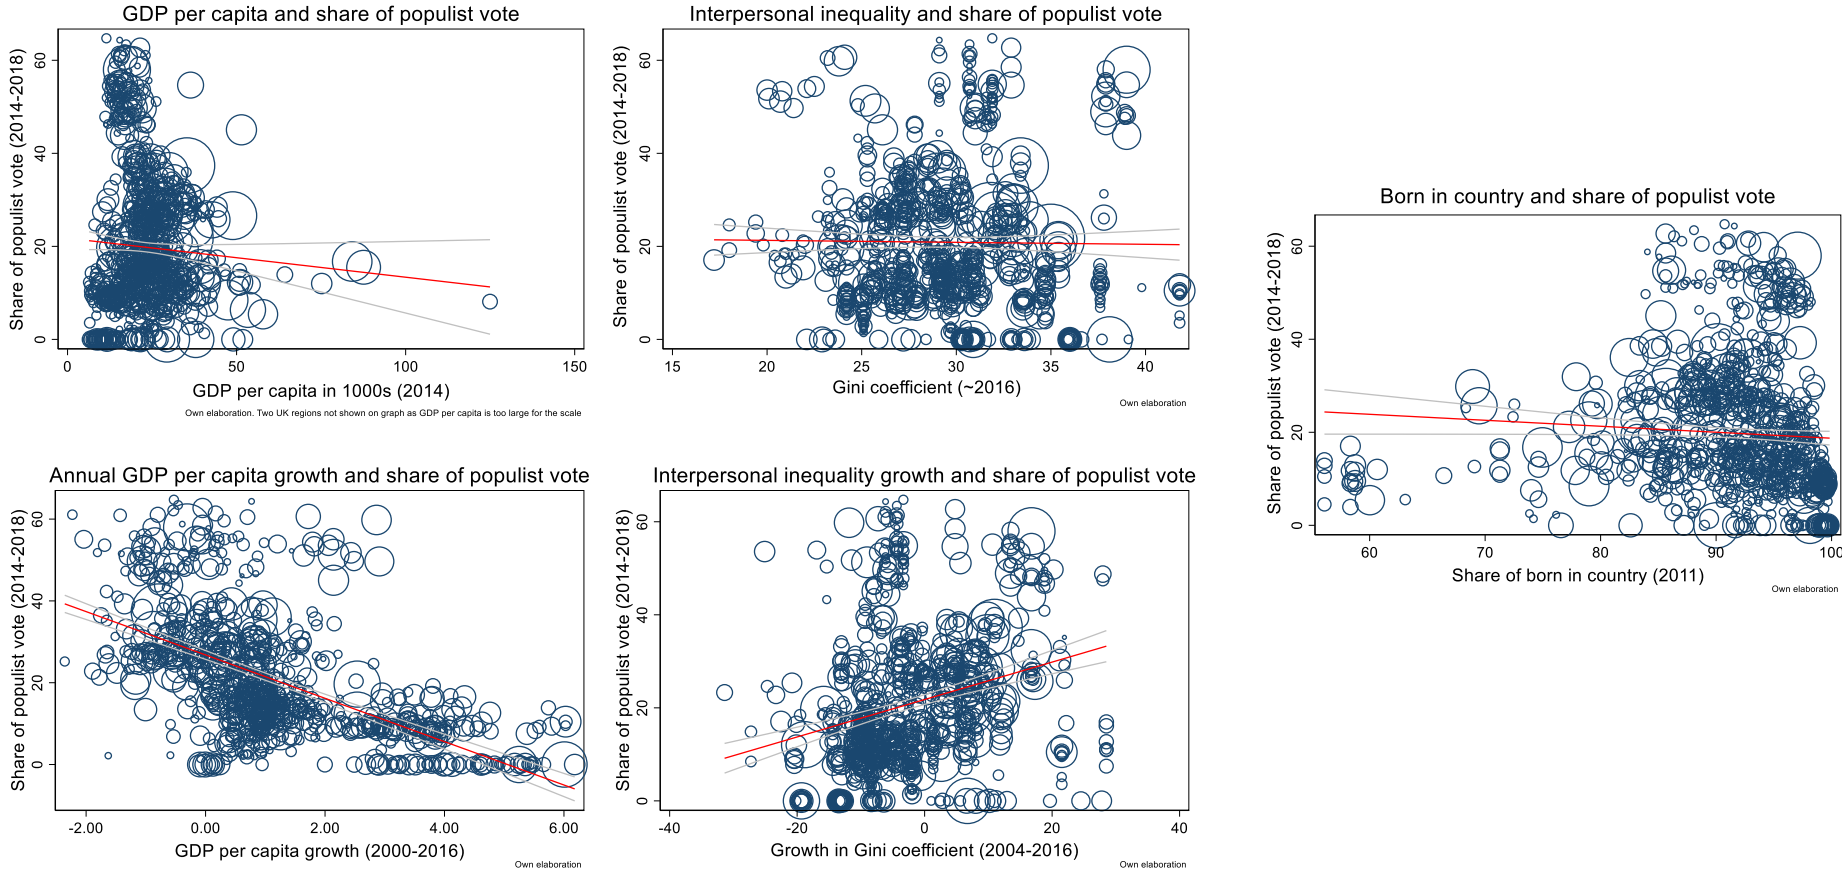 GDP per capita and share of populist vote
Share of populist vote (2014-2018)
60
40
20
0
0 50 100 150
GDP per capita in 1000s (2014)
Own elaboration. Two UK regions not shown on graph as GDP per capita is too large for the scale
Interpersonal inequality and share of populist vote
Share of populist vote (2014-2018)
60
40
20
0
15 20 25 30 35 40
Gini coefficient (~2016)
Own elaboration
Born in country and share of populist vote
Share of populist vote (2014-2018)
60
40
20
0
60 70 80 90 100
Share of born in country (2011)
Own elaboration
Annual GDP per capita growth and share of populist vote
Share of populist vote (2014-2018)
60
40
20
0
-2.00 0.00 2.00 4.00 6.00
GDP per capita growth (2000-2016)
Own elaboration
Interpersonal inequality growth and share of populist vote
Share of populist vote (2014-2018)
60
40
20
0
-40 -20 0 20 40
Growth in Gini coefficient (2004-2016)
Own elaboration